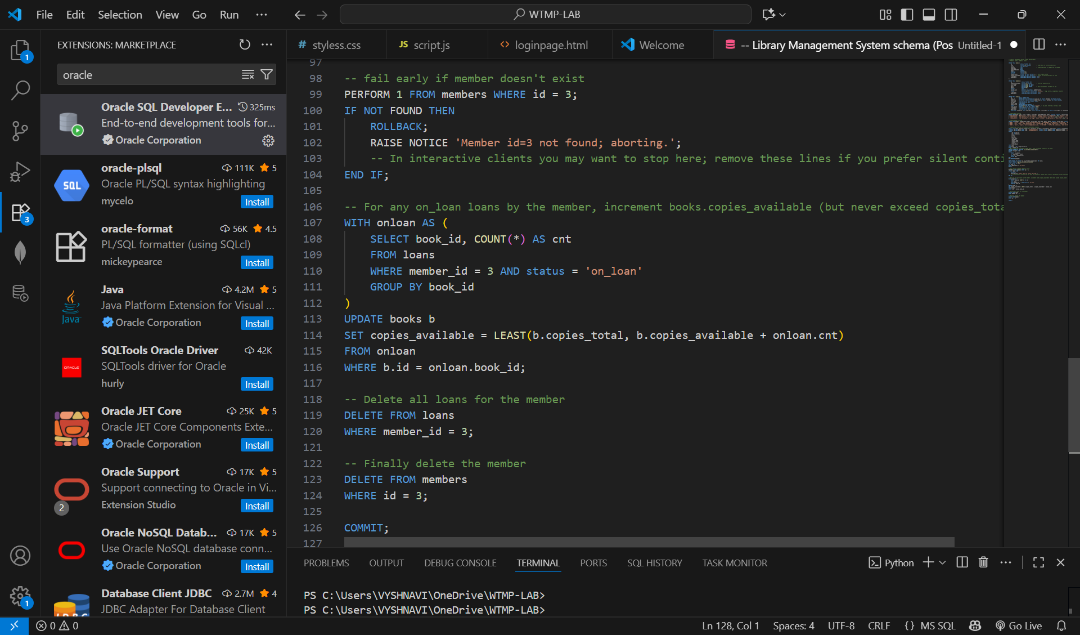 File Edit Selection View Go Run ··· WTMP-LAB
EXTENSIONS: MARKETPLACE
oracle
Oracle SQL Developer E... 325ms
End-to-end development tools for...
Oracle Corporation
oracle-plsql 111K 5
Oracle PL/SQL syntax highlighting
mycelo Install
SQL
oracle-format 56K 4.5
PL/SQL formatter (using SQLcl)
mickeypearce Install
Java 4.2M 5
Java Platform Extension for Visual ...
Oracle Corporation Install
Java
SQLTools Oracle Driver 42K
SQLTools driver for Oracle
hurly Install
Oracle JET Core 25K 5
Oracle JET Core Components Exte...
Oracle Corporation Install
Oracle Support 17K 5
Support connecting to Oracle in Vi...
Extension Studio Install
2
Oracle NoSQL Datab... 17K 5
Use Oracle NoSQL database conn...
Oracle Corporation Install
Database Client JDBC 2.7M 4
JDBC Adapter For Database Client
1
3
1
# styless.css JS script.js <> loginpage.html Welcome -- Library Management System schema (Pos Untitled-1
97
98 -- fail early if member doesn't exist
99 PERFORM 1 FROM members WHERE id = 3;
100 IF NOT FOUND THEN
101 ROLLBACK;
102 RAISE NOTICE 'Member id=3 not found; aborting.';
103 -- In interactive clients you may want to stop here; remove these lines if you prefer silent conti
104 END IF;
105
106 -- For any on_loan loans by the member, increment books.copies_available (but never exceed copies_tota
107 WITH onloan AS (
108 SELECT book_id, COUNT(*) AS cnt
109 FROM loans
110 WHERE member_id = 3 AND status = 'on_loan'
111 GROUP BY book_id
112 )
113 UPDATE books b
114 SET copies_available = LEAST(b.copies_total, b.copies_available + onloan.cnt)
115 FROM onloan
116 WHERE b.id = onloan.book_id;
117
118 -- Delete all loans for the member
119 DELETE FROM loans
120 WHERE member_id = 3;
121
122 -- Finally delete the member
123 DELETE FROM members
124 WHERE id = 3;
125
126 COMMIT;
127
PROBLEMS OUTPUT DEBUG CONSOLE TERMINAL PORTS SQL HISTORY TASK MONITOR Python
PS C:\Users\VYSHNAVI\OneDrive\WTMP-LAB>
PS C:\Users\VYSHNAVI\OneDrive\WTMP-LAB>
0 0 Ln 128, Col 1 Spaces: 4 UTF-8 CRLF {} MS SQL Go Live